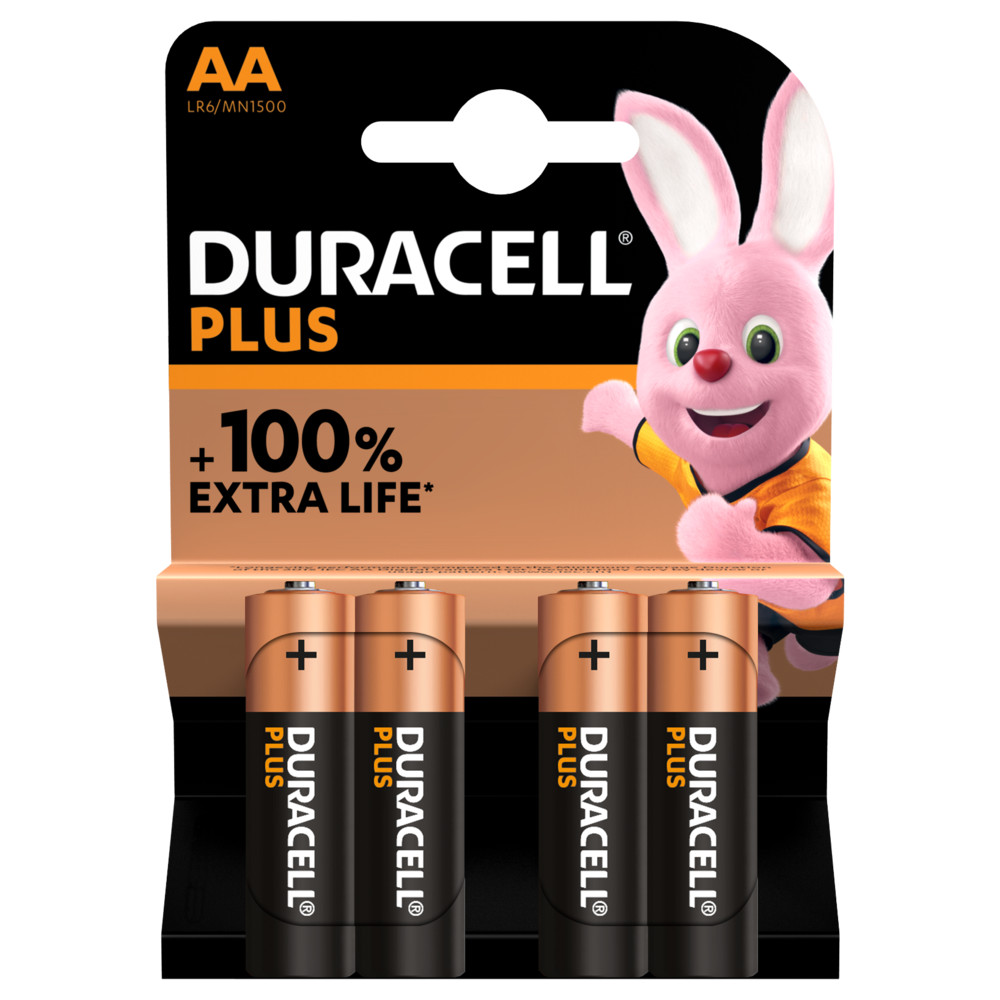 AA
LR6/MN1500
DURACELL®
PLUS
+100%
EXTRA LIFE*
+
+
+
+
DURACELL®
PLUS
DURACELL®
PLUS
DURACELL®
PLUS
DURACELL®
PLUS